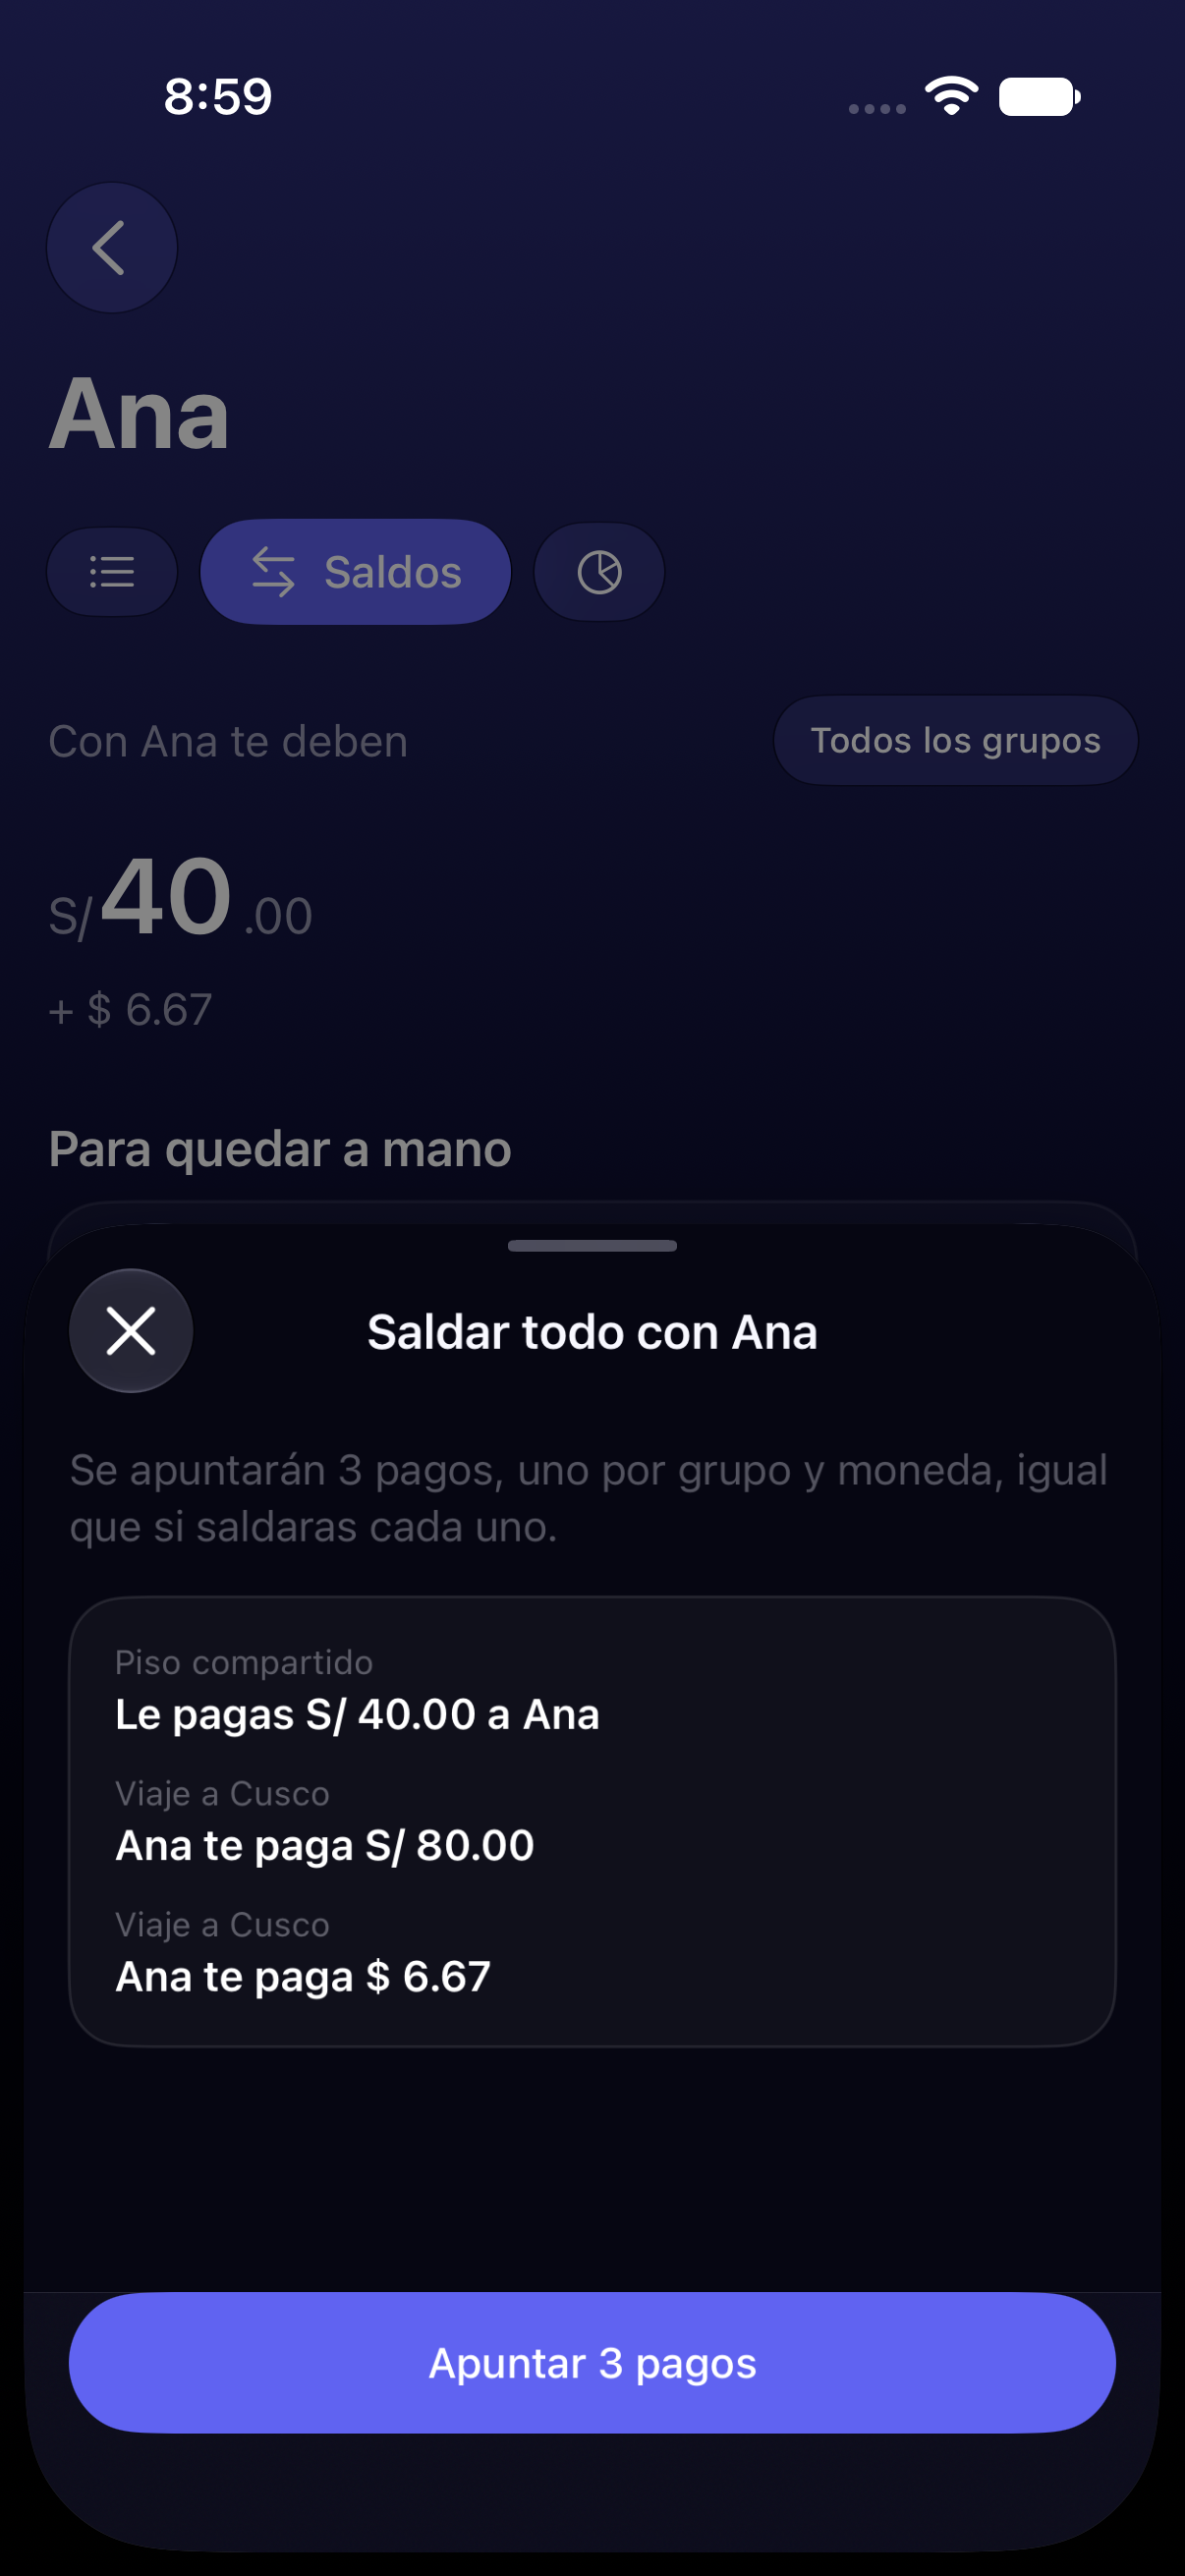 8:59
Ana
Saldos
Con Ana te deben
Todos los grupos
S/40.00
+ $ 6.67
Para quedar a mano
Saldar todo con Ana
Se apuntarán 3 pagos, uno por grupo y moneda, igual
que si saldaras cada uno.
Piso compartido
Le pagas S/ 40.00 a Ana
Viaje a Cusco
Ana te paga S/ 80.00
Viaje a Cusco
Ana te paga $ 6.67
Apuntar 3 pagos